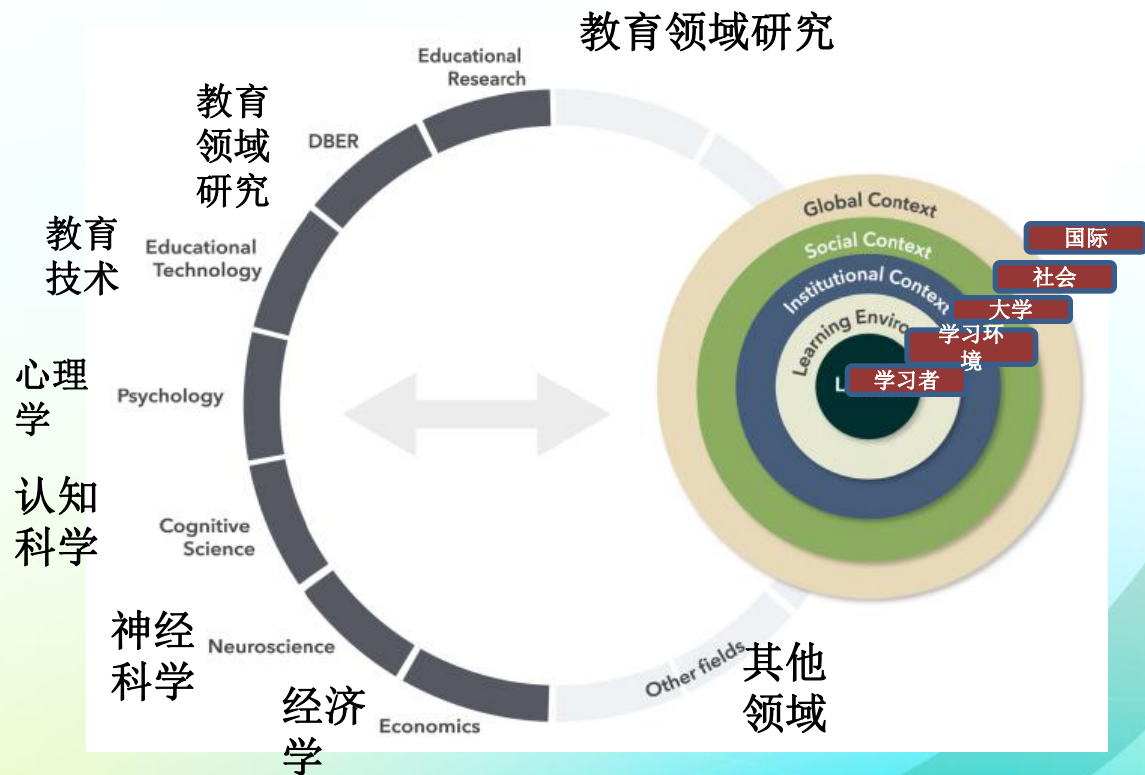 教育领域研究
Educational
Research
教育
领域
研究
DBER
教育
技术
Educational
Technology
心理
学
Psychology
认知
科学
Cognitive
Science
神经
科学
Neuroscience
经济
学
Economics
Other fields
其他
领域
Global Context
Social Context
Institutional Context
Learning Enviro
L
国际
社会
大学
学习环
境
学习者